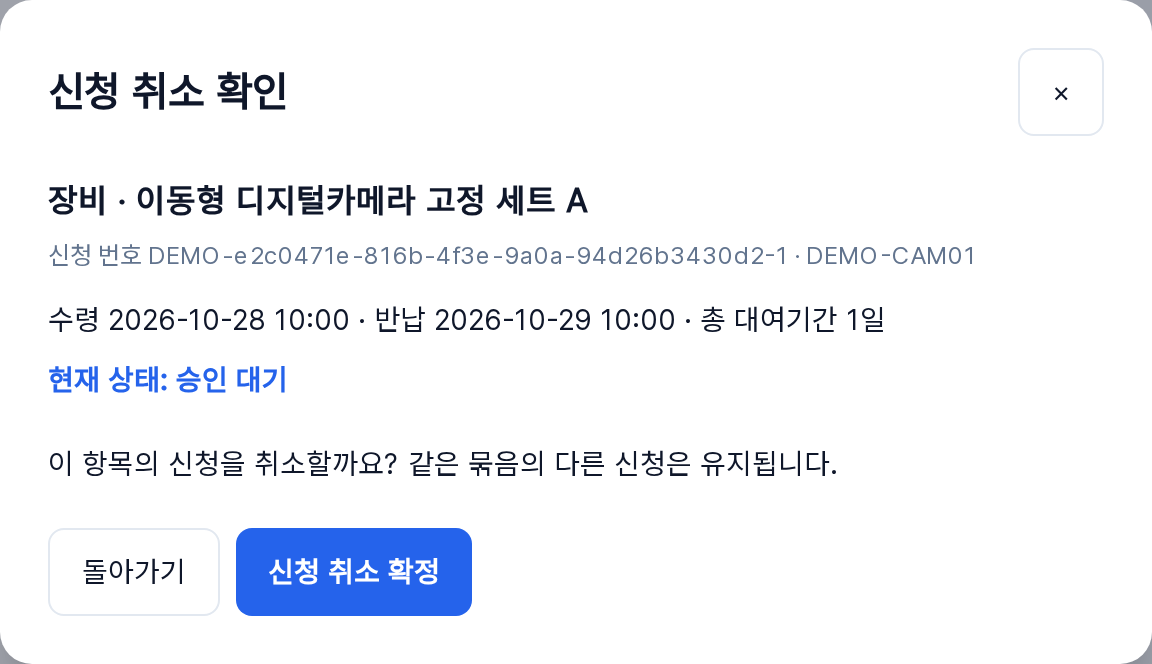 신청 취소 확인
×
장비 · 이동형 디지털카메라 고정 세트 A
신청 번호 DEMO-e2c0471e-816b-4f3e-9a0a-94d26b3430d2-1 · DEMO-CAM01
수령 2026-10-28 10:00 · 반납 2026-10-29 10:00 · 총 대여기간 1일
현재 상태: 승인 대기
이 항목의 신청을 취소할까요? 같은 묶음의 다른 신청은 유지됩니다.
돌아가기
신청 취소 확정